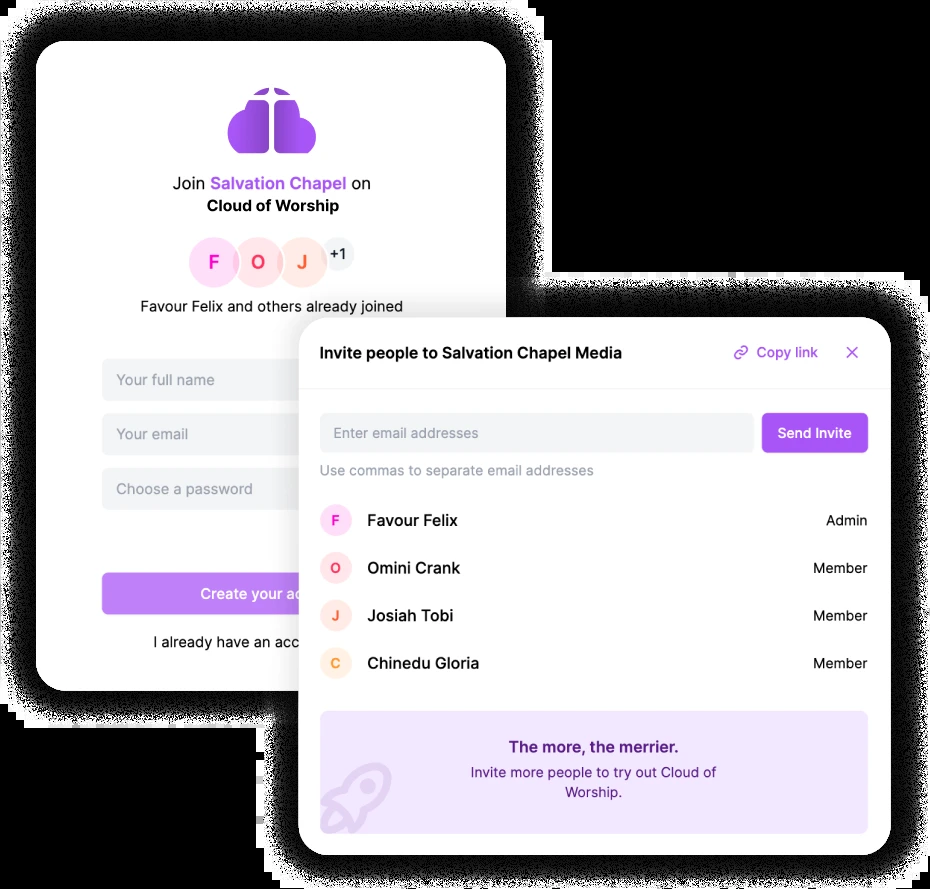 Join Salvation Chapel on
Cloud of Worship
F O J +1
Favour Felix and others already joined
Your full name
Your email
Choose a password
Create your ac
I already have an acc
Invite people to Salvation Chapel Media
Copy link
Enter email addresses
Send Invite
Use commas to separate email addresses
F Favour Felix Admin
O Omini Crank Member
J Josiah Tobi Member
C Chinedu Gloria Member
The more, the merrier.
Invite more people to try out Cloud of
Worship.